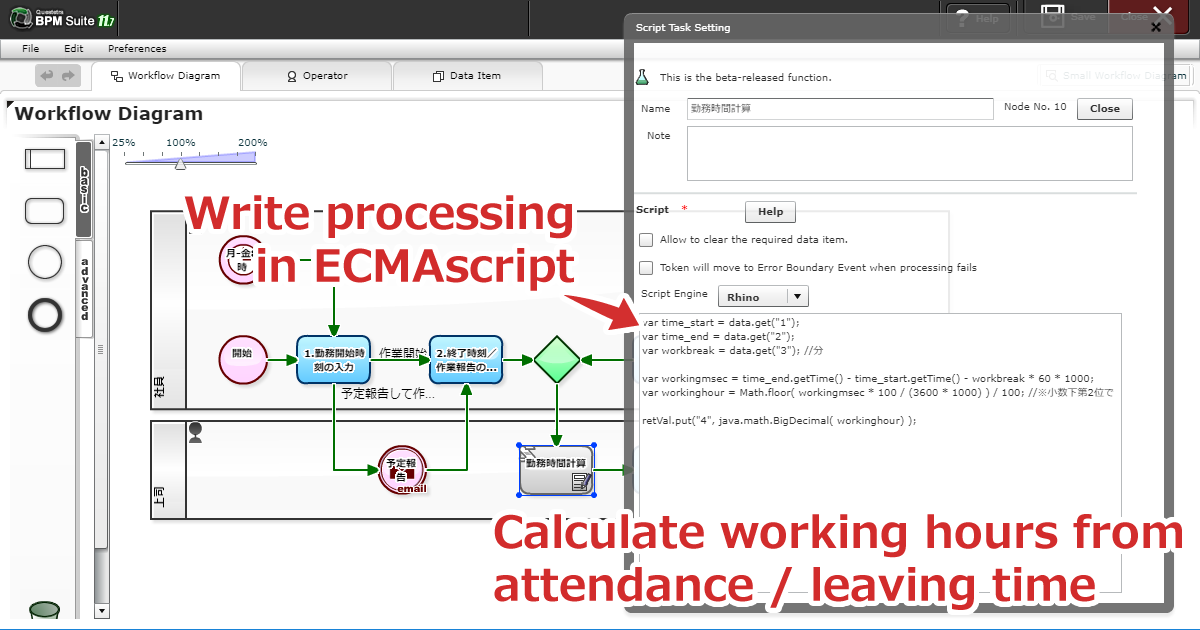 Questetra
BPM Suite 11.7
Help
Save
Close
File Edit Preferences
Workflow Diagram
Operator
Data Item
Small Workflow Diagram
Workflow Diagram
25% 100% 200%
basic
advanced
社員
上司
月-金
時
開始
1.勤務開始時
刻の入力
作業開始
2.終了時刻／
作業報告の...
予定報告して作...
予定報
告
email
勤務時間計算
Script Task Setting
This is the beta-released function.
Name
勤務時間計算
Node No. 10
Close
Note
Script *
Help
Allow to clear the required data item.
Token will move to Error Boundary Event when processing fails
Script Engine
Rhino
var time_start = data.get("1");
var time_end = data.get("2");
var workbreak = data.get("3"); //分
var workingmsec = time_end.getTime() - time_start.getTime() - workbreak * 60 * 1000;
var workinghour = Math.floor( workingmsec * 100 / (3600 * 1000) ) / 100; //※小数下第2位で
retVal.put("4", java.math.BigDecimal( workinghour) );
Write processing
in ECMAscript
Calculate working hours from
attendance / leaving time